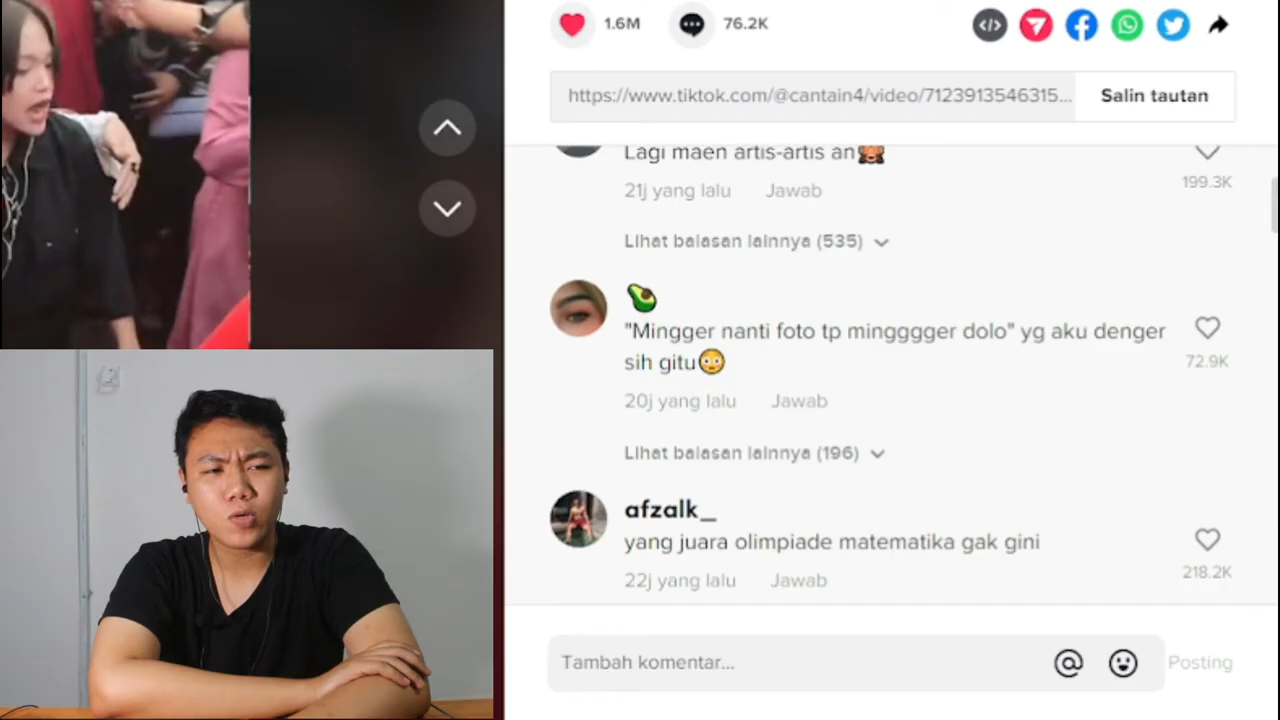 1.6M
76.2K
https://www.tiktok.com/@cantain4/video/7123913546315...
Salin tautan
Lagi maen artis-artis an
199.3K
21j yang lalu
Jawab
Lihat balasan lainnya (535)
"Mingger nanti foto tp mingggger dolo" yg aku denger
sih gitu
72.9K
20j yang lalu
Jawab
Lihat balasan lainnya (196)
afzalk_
yang juara olimpiade matematika gak gini
218.2K
22j yang lalu
Jawab
Tambah komentar...
Posting